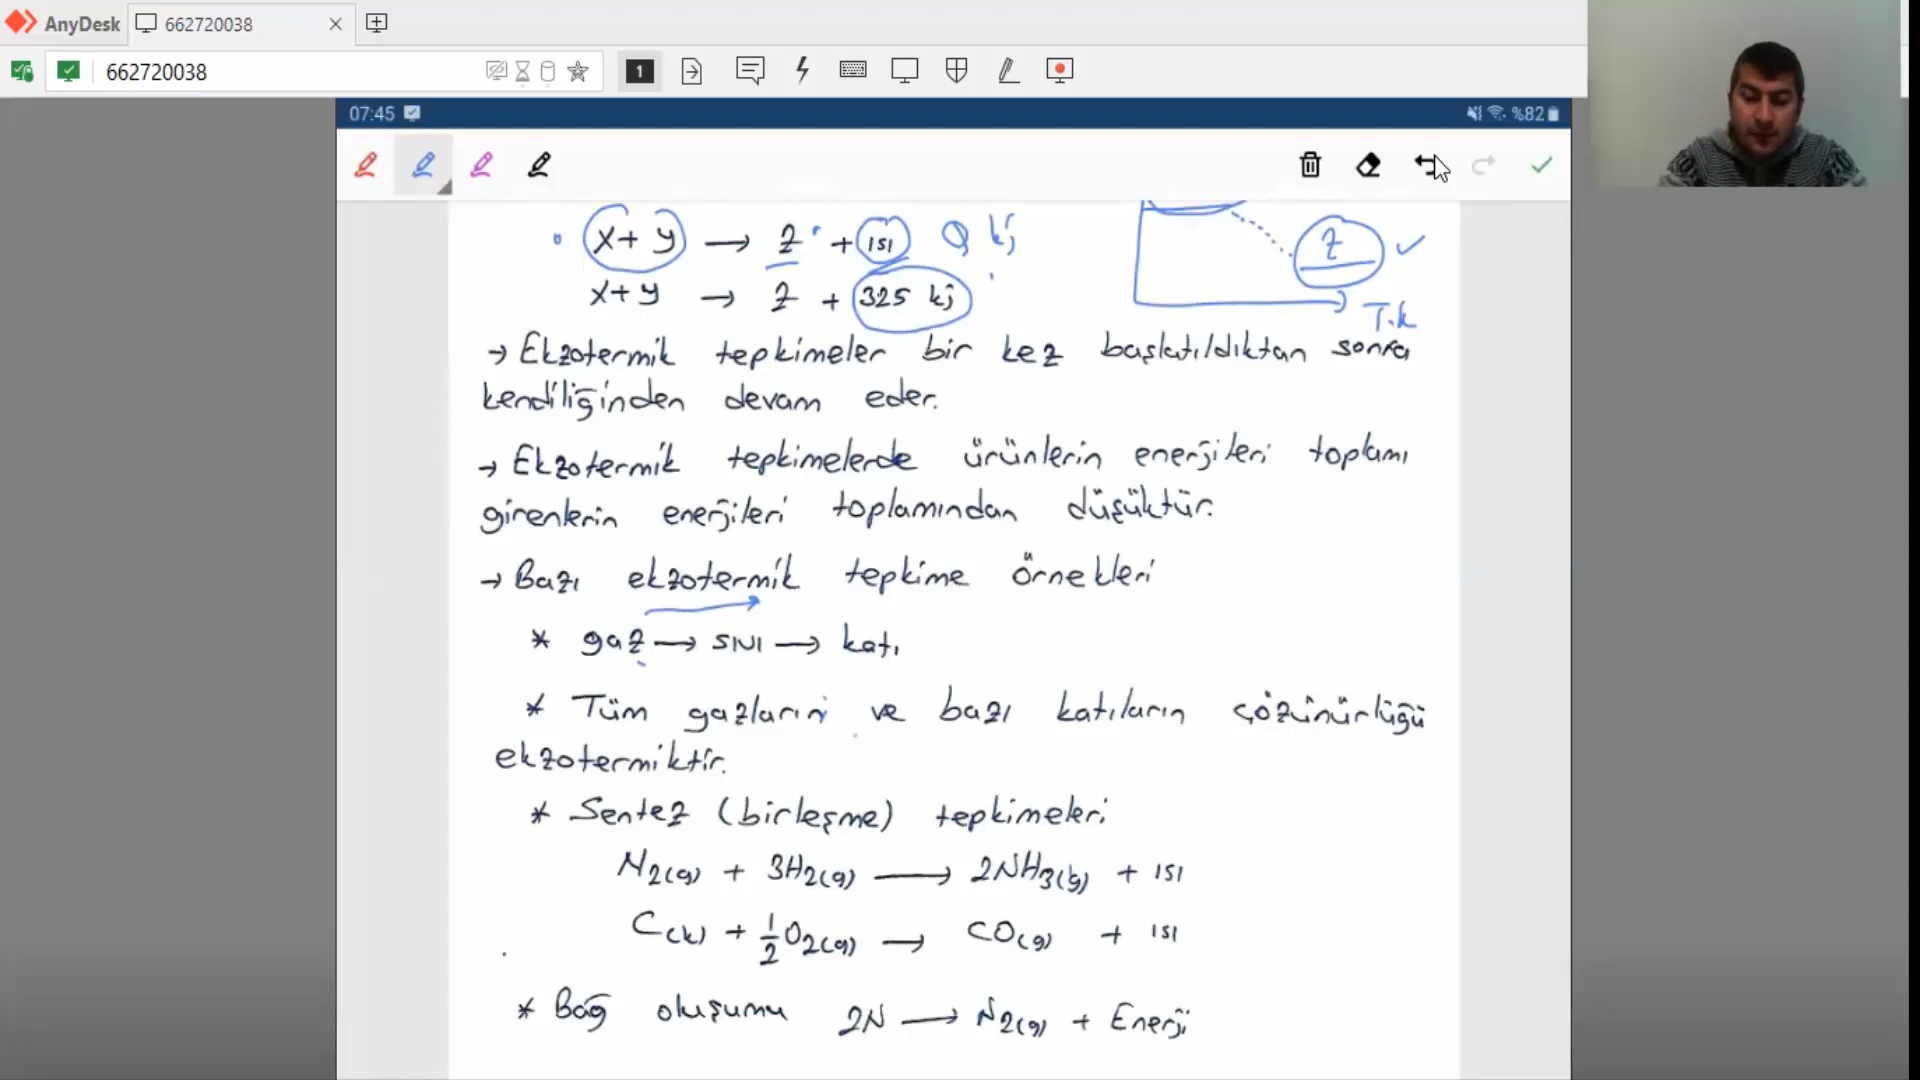 AnyDesk
662720038
662720038
1
07:45
%82
x+y → z + ısı Q kj
x+y → z + 325 kj
z
T.k
→ Ekzotermik tepkimeler bir kez başlatıldıktan sonra
kendiliğinden devam eder.
→ Ekzotermik tepkimelerde ürünlerin enerjileri toplamı
girenlerin enerjileri toplamından düşüktür.
→ Bazı ekzotermik tepkime örnekleri
* gaz → sıvı → katı
* Tüm gazların ve bazı katıların çözünürlüğü
ekzotermiktir.
* Sentez (birleşme) tepkimeleri
N2(g) + 3H2(g) → 2NH3(g) + ısı
C(k) + 1/2 O2(g) → CO(g) + ısı
* Bağ oluşumu 2N → N2(g) + Enerji